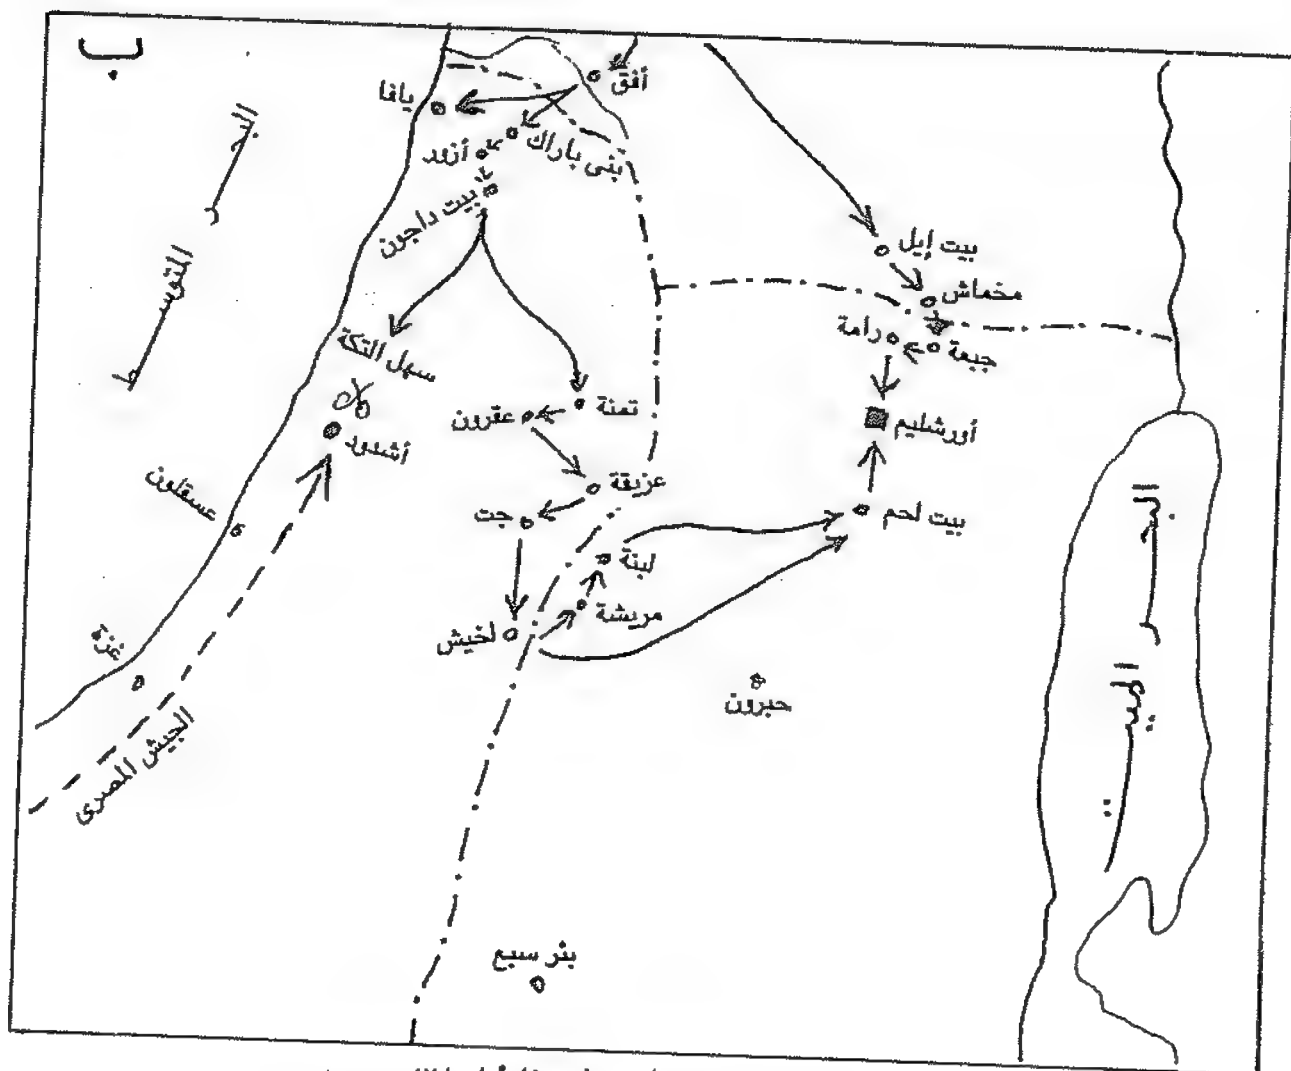 ب
أفق
يافا
بنى باراك
أزود
بيت داجون
البحر المتوسط
بيت إيل
مخماش
جبعة
رامة
سهل التكة
تمنة
عقرون
أورشليم
أشدود
عزيقة
جت
عسقلون
بيت لحم
لبنة
مريشة
لخيش
غزة
حبرون
الجيش المصرى
البحر الميت
بئر سبع